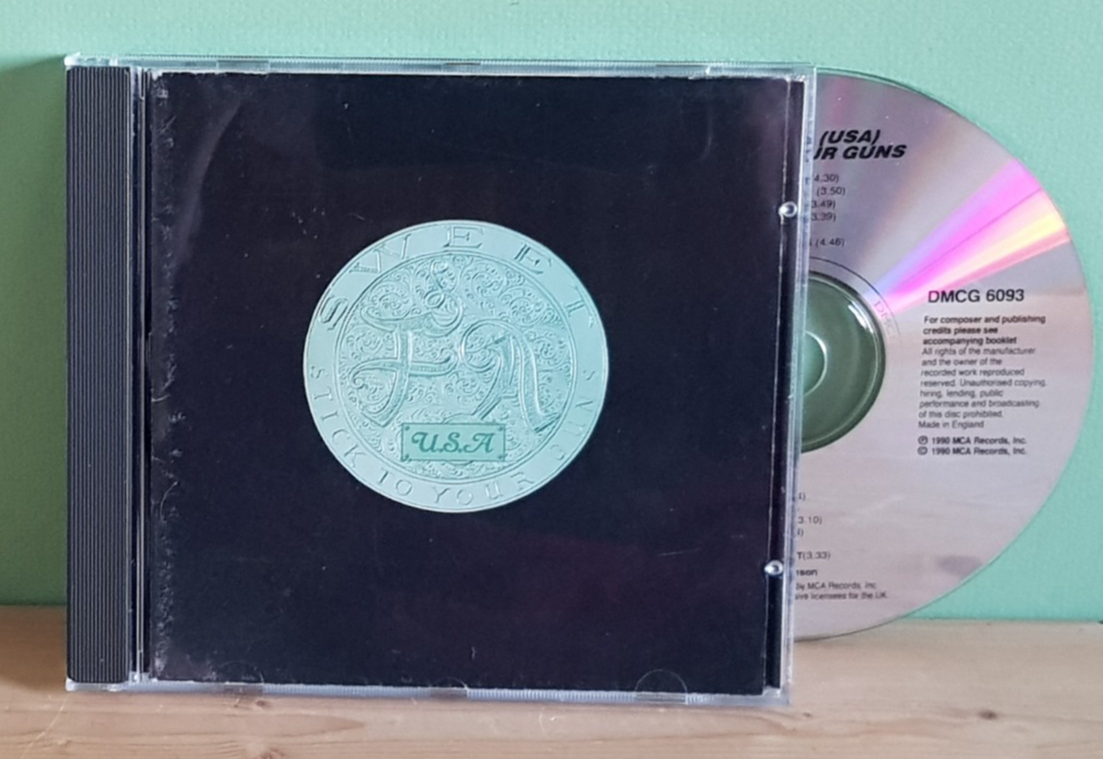 SWEET
F.A.
U.S.A
STICK TO YOUR GUNS
(USA)
UR GUNS
4.30)
(3.50)
3.49)
3.39)
(4.46)
DMCG 6093
For composer and publishing
credits please see
accompanying booklet
All rights of the manufacturer
and the owner of the
recorded work reproduced
reserved. Unauthorised copying,
hiring, lending, public
performance and broadcasting
of this disc prohibited.
Made in England
℗ 1990 MCA Records, Inc.
© 1990 MCA Records, Inc.
3.10)
T(3.33)
by MCA Records, Inc
licensees for the UK